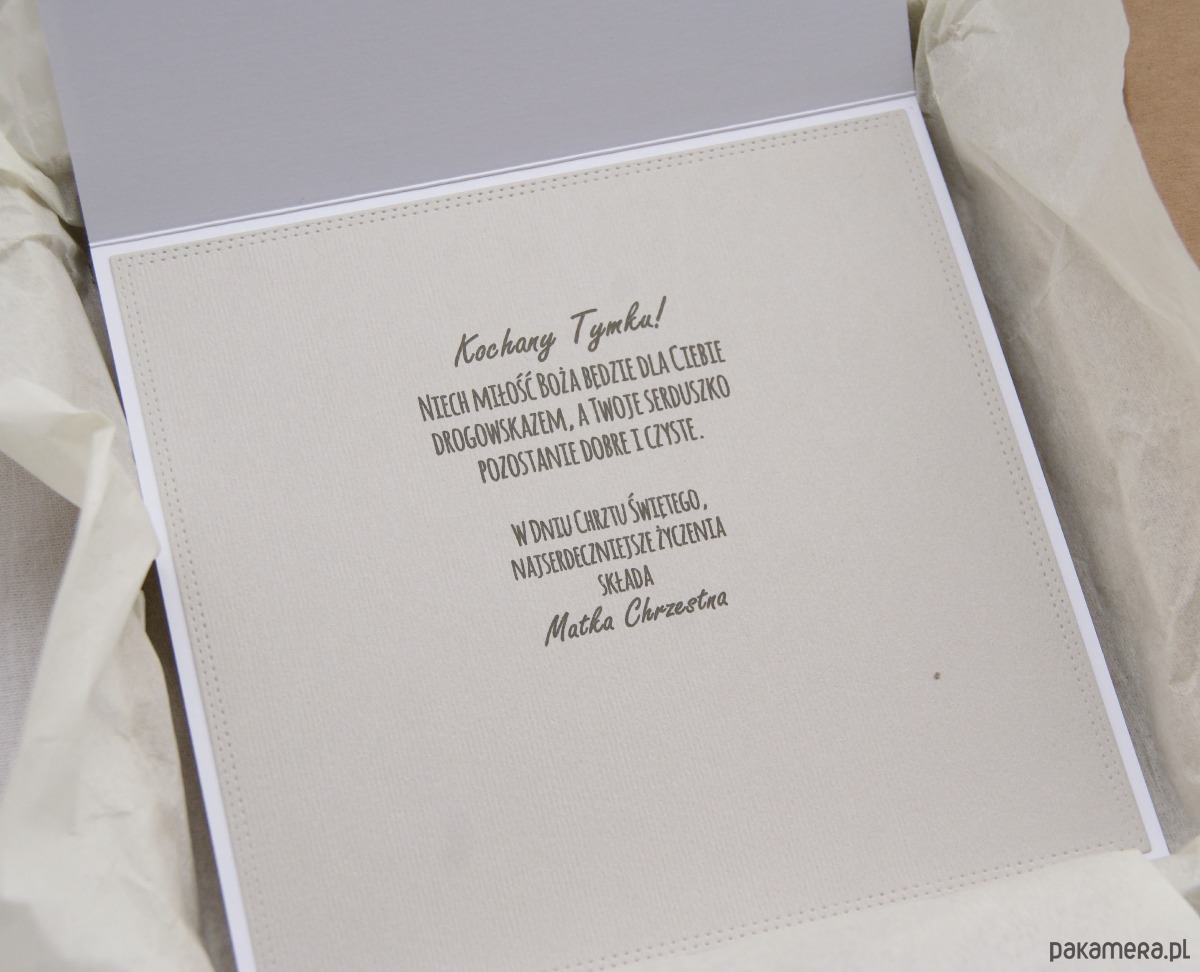 Kochany Tymku!
Niech miłość Boża będzie dla Ciebie
drogowskazem, a Twoje serduszko
pozostanie dobre i czyste.
w Dniu Chrztu Świętego,
najserdeczniejsze życzenia
składa
Matka Chrzestna
pakamera.pl